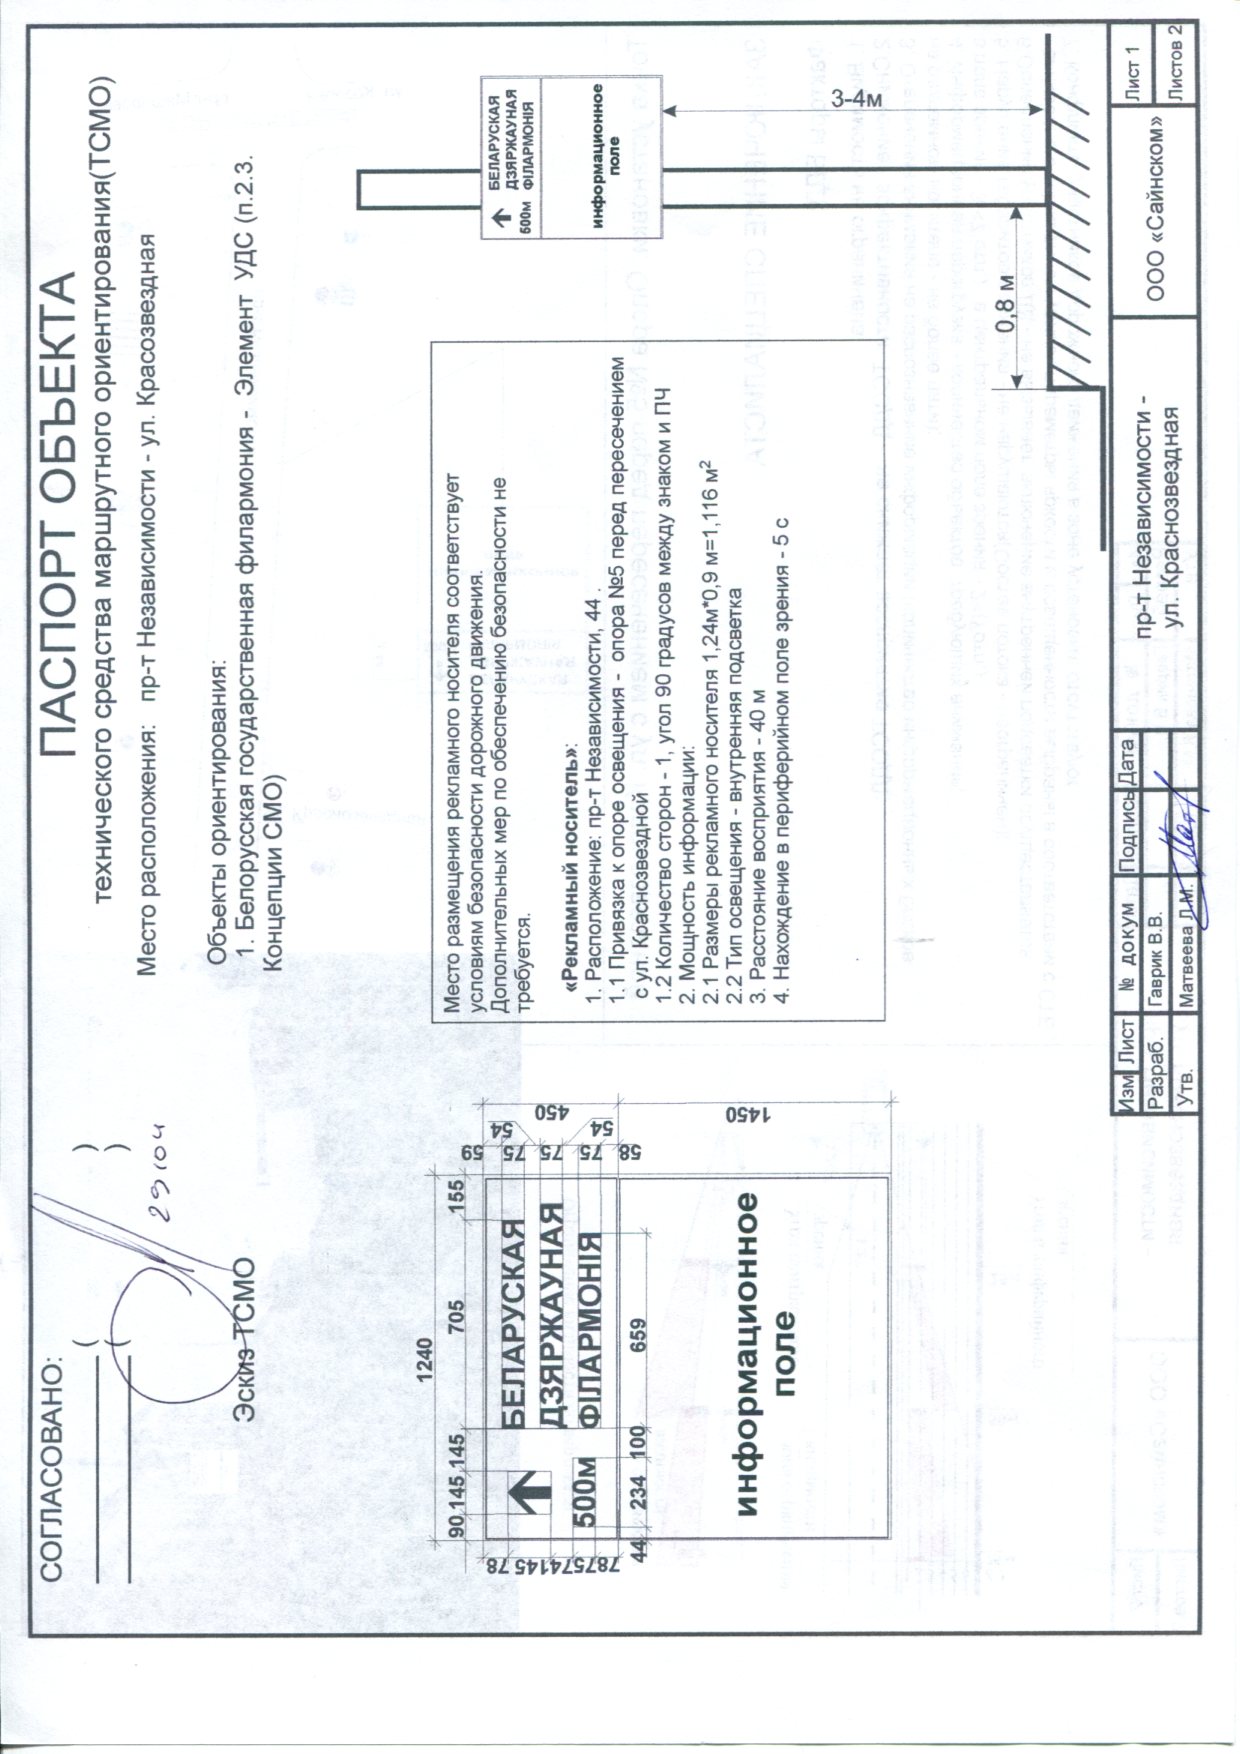 СОГЛАСОВАНО:
( )
( )
29 04
ПАСПОРТ ОБЪЕКТА
технического средства маршрутного ориентирования(ТСМО)
Место расположения: пр-т Независимости - ул. Красозвездная
Объекты ориентирования:
1. Белорусская государственная филармония - Элемент УДС (п.2.3.
Концепции СМО)
Эскиз ТСМО
1240
90 145 145 705 155
БЕЛАРУСКАЯ
ДЗЯРЖАУНАЯ
ФІЛАРМОНІЯ
500м
44 234 100 659
78 145 74 75 78
59
75
54
75
54
75
58
450
1450
информационное
поле
Место размещения рекламного носителя соответствует
условиям безопасности дорожного движения.
Дополнительных мер по обеспечению безопасности не
требуется.
«Рекламный носитель»:
1. Расположение: пр-т Независимости, 44 .
1.1 Привязка к опоре освещения - опора №5 перед пересечением
с ул. Краснозвездной
1.2 Количество сторон - 1, угол 90 градусов между знаком и ПЧ
2. Мощность информации:
2.1 Размеры рекламного носителя 1,24м*0,9 м=1,116 м²
2.2 Тип освещения - внутренняя подсветка
3. Расстояние восприятия - 40 м
4. Нахождение в периферийном поле зрения - 5 с
БЕЛАРУСКАЯ
ДЗЯРЖАУНАЯ
ФІЛАРМОНІЯ
500м
информационное
поле
3-4м
0,8 м
Изм Лист № докум Подпись Дата
Разраб. Гаврик В.В.
Утв. Матвеева Л.М.
пр-т Независимости -
ул. Краснозвездная
ООО «Сайнском»
Лист 1
Листов 2